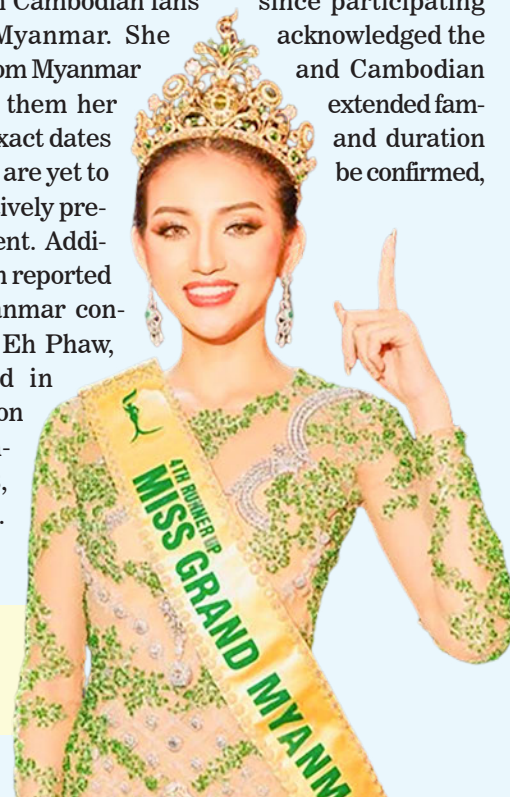 Cambodian fans
Myanmar. She
om Myanmar
them her
xact dates
are yet to
ively pre-
ent. Addi-
n reported
anmar con-
Eh Phaw,
d in
on
since participating
acknowledged the
and Cambodian
extended fam-
and duration
be confirmed,
4TH RUNNER UP
MISS GRAND MYANM